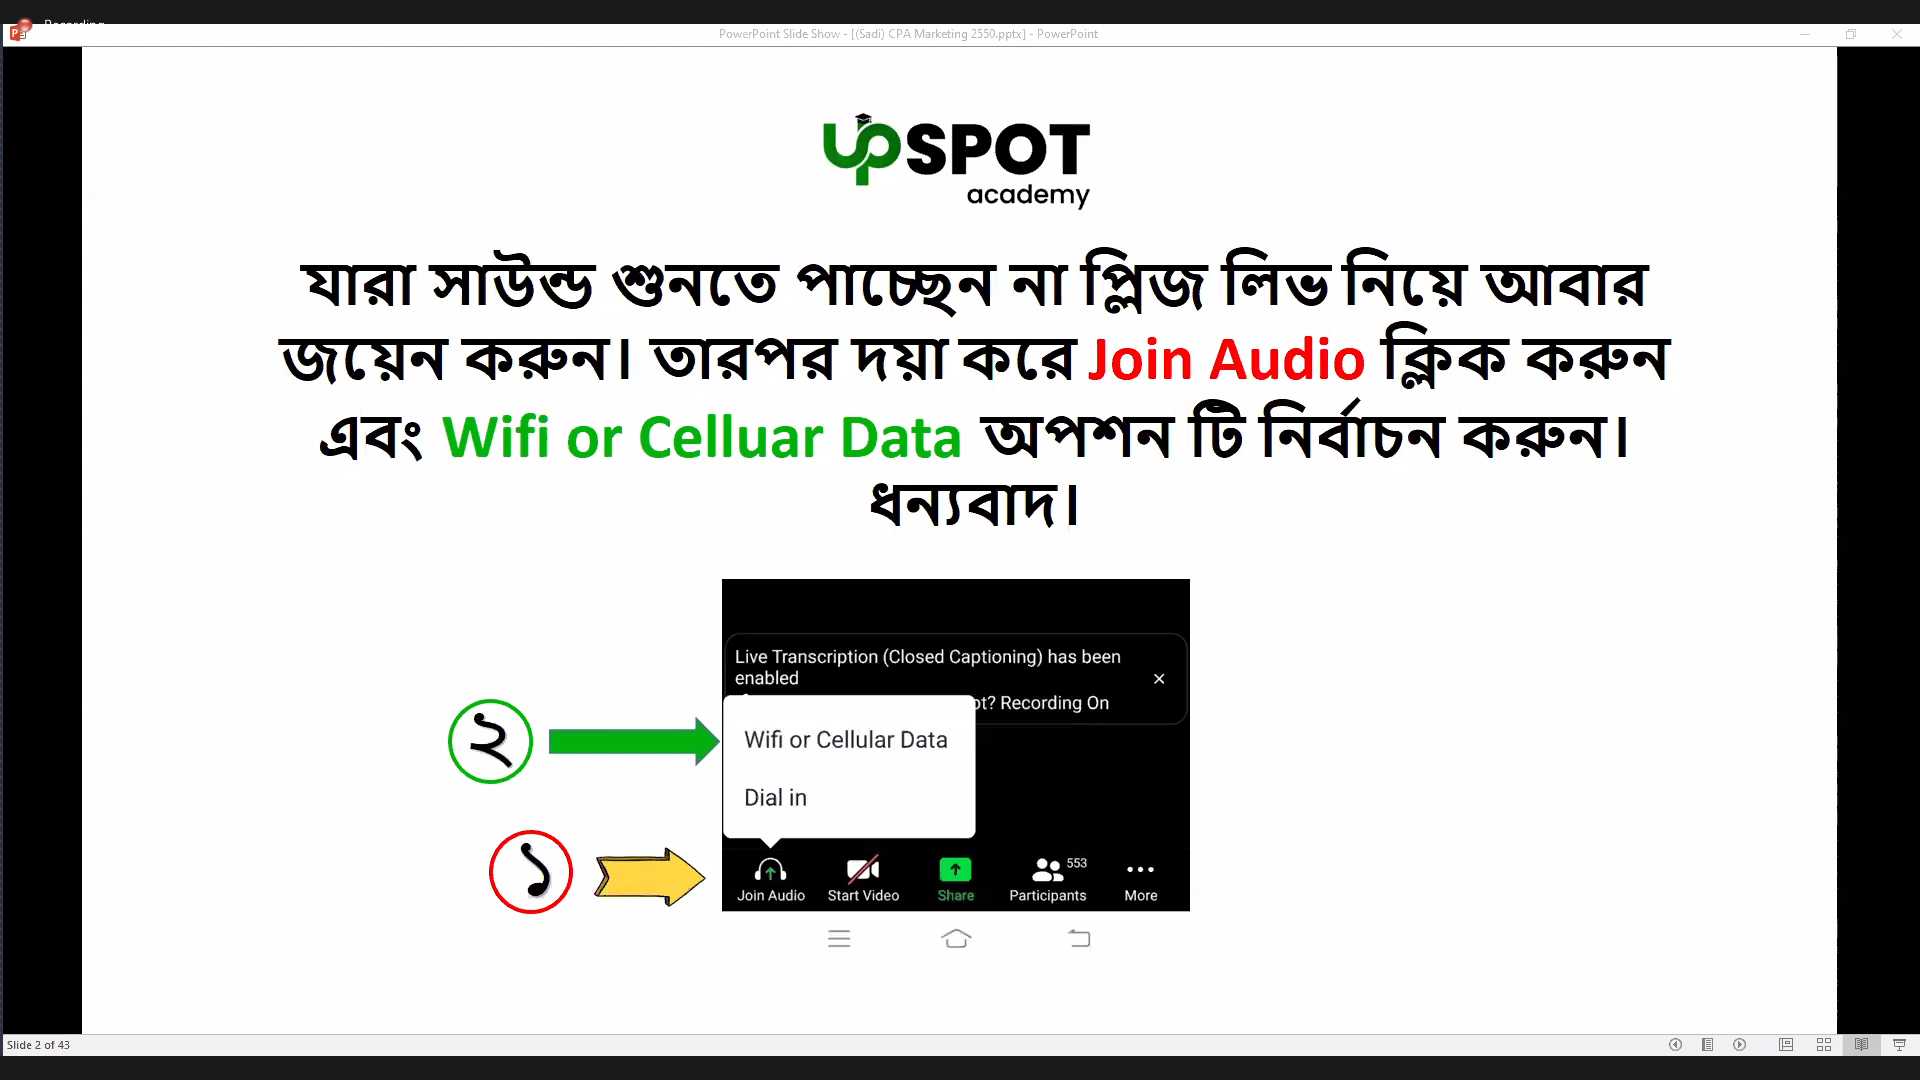 PowerPoint Slide Show - [(Sadi) CPA Marketing 2550.pptx] - PowerPoint
upSPOT
academy
যারা সাউন্ড শুনতে পাচ্ছেন না প্লিজ লিভ নিয়ে আবার
জয়েন করুন। তারপর দয়া করে Join Audio ক্লিক করুন
এবং Wifi or Celluar Data অপশন টি নির্বাচন করুন।
ধন্যবাদ।
Live Transcription (Closed Captioning) has been
enabled
Recording On
২
Wifi or Cellular Data
Dial in
১
553
Join Audio Start Video Share Participants More
Slide 2 of 43